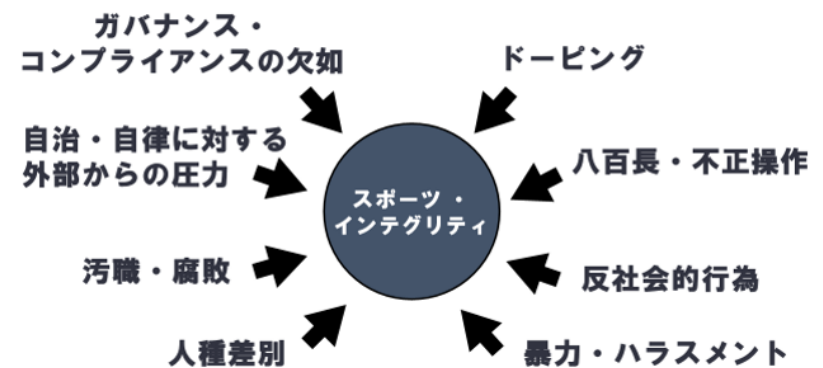 ガバナンス・
コンプライアンスの欠如
ドーピング
自治・自律に対する
外部からの圧力
八百長・不正操作
スポーツ・
インテグリティ
汚職・腐敗
反社会的行為
人種差別
暴力・ハラスメント